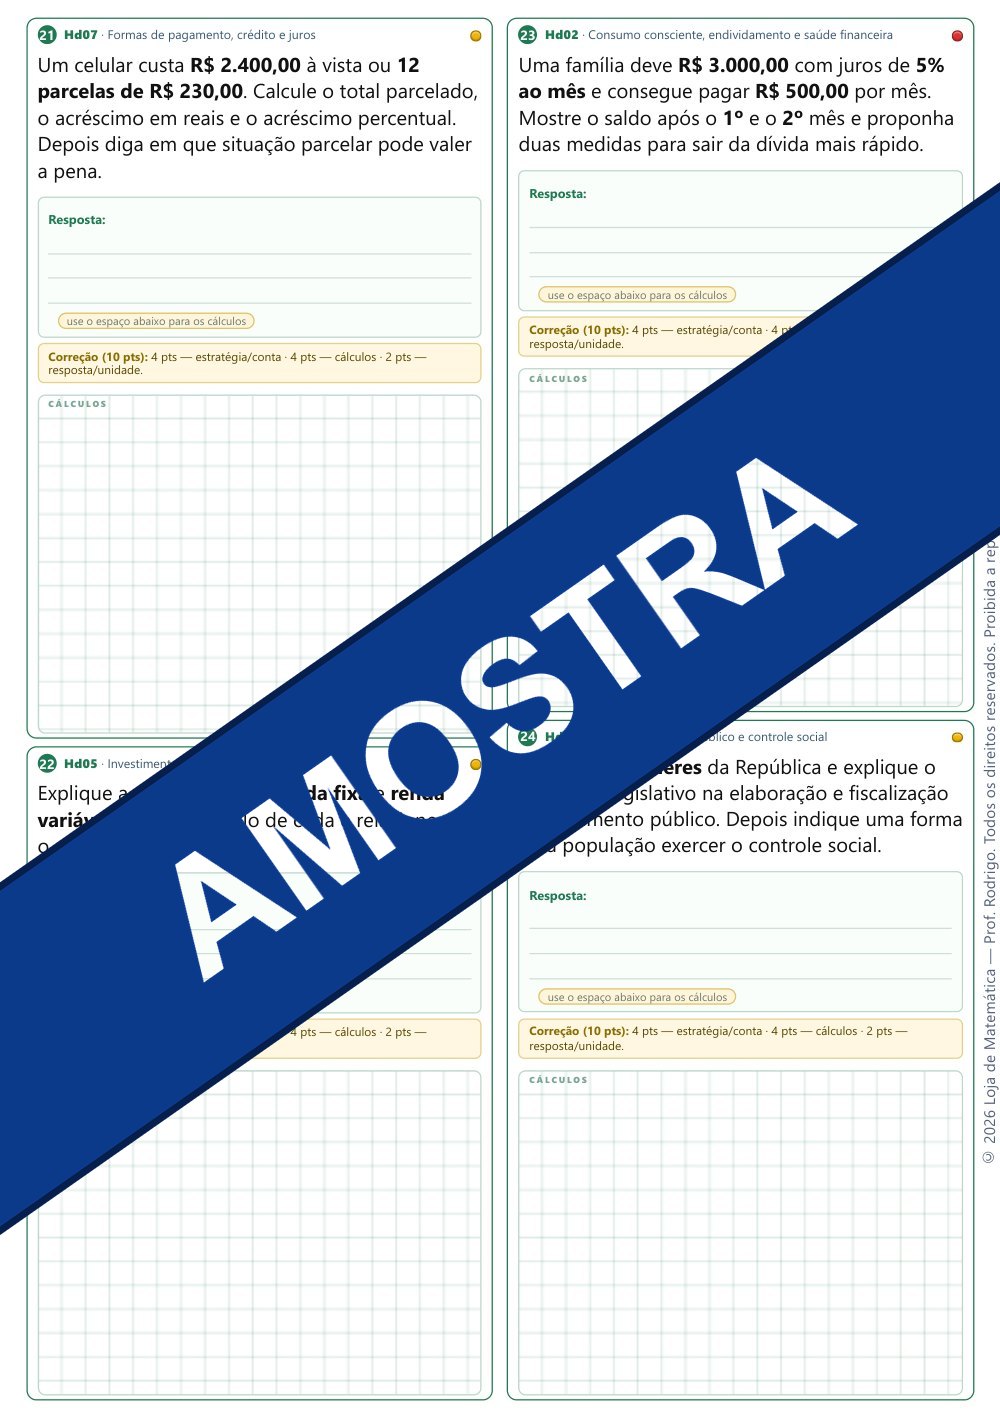 21 Hd07 · Formas de pagamento, crédito e juros
Um celular custa R$ 2.400,00 à vista ou 12
parcelas de R$ 230,00. Calcule o total parcelado,
o acréscimo em reais e o acréscimo percentual.
Depois diga em que situação parcelar pode valer
a pena.
Resposta:
use o espaço abaixo para os cálculos
Correção (10 pts): 4 pts — estratégia/conta · 4 pts — cálculos · 2 pts —
resposta/unidade.
CÁLCULOS
22 Hd05 · Investiment
Explique a
da fixa e renda
variáv
o
4 pts — cálculos · 2 pts —
23 Hd02 · Consumo consciente, endividamento e saúde financeira
Uma família deve R$ 3.000,00 com juros de 5%
ao mês e consegue pagar R$ 500,00 por mês.
Mostre o saldo após o 1º e o 2º mês e proponha
duas medidas para sair da dívida mais rápido.
Resposta:
use o espaço abaixo para os cálculos
Correção (10 pts): 4 pts — estratégia/conta · 4 p
resposta/unidade.
CÁLCULOS
24
blico e controle social
eres da República e explique o
gislativo na elaboração e fiscalização
mento público. Depois indique uma forma
população exercer o controle social.
Resposta:
use o espaço abaixo para os cálculos
Correção (10 pts): 4 pts — estratégia/conta · 4 pts — cálculos · 2 pts —
resposta/unidade.
CÁLCULOS
AMOSTRA
© 2026 Loja de Matemática — Prof. Rodrigo. Todos os direitos reservados. Proibida a rep